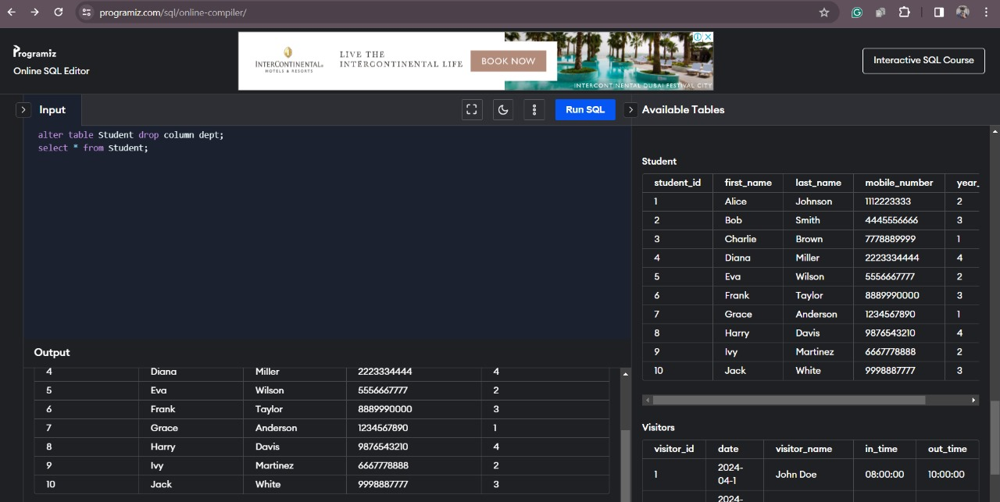 programiz.com/sql/online-compiler/
Programiz
Online SQL Editor
INTERCONTINENTAL®
HOTELS & RESORTS
LIVE THE
INTERCONTINENTAL LIFE
BOOK NOW
INTERCONTINENTAL DUBAI FESTIVAL CITY
Interactive SQL Course
Input
Run SQL
alter table Student drop column dept;
select * from Student;
Output
4 Diana Miller 2223334444 4
5 Eva Wilson 5556667777 2
6 Frank Taylor 8889990000 3
7 Grace Anderson 1234567890 1
8 Harry Davis 9876543210 4
9 Ivy Martinez 6667778888 2
10 Jack White 9998887777 3
Available Tables
Student
student_id first_name last_name mobile_number year_
1 Alice Johnson 1112223333 2
2 Bob Smith 4445556666 3
3 Charlie Brown 7778889999 1
4 Diana Miller 2223334444 4
5 Eva Wilson 5556667777 2
6 Frank Taylor 8889990000 3
7 Grace Anderson 1234567890 1
8 Harry Davis 9876543210 4
9 Ivy Martinez 6667778888 2
10 Jack White 9998887777 3
Visitors
visitor_id date visitor_name in_time out_time
1 2024-04-1 John Doe 08:00:00 10:00:00
2024-